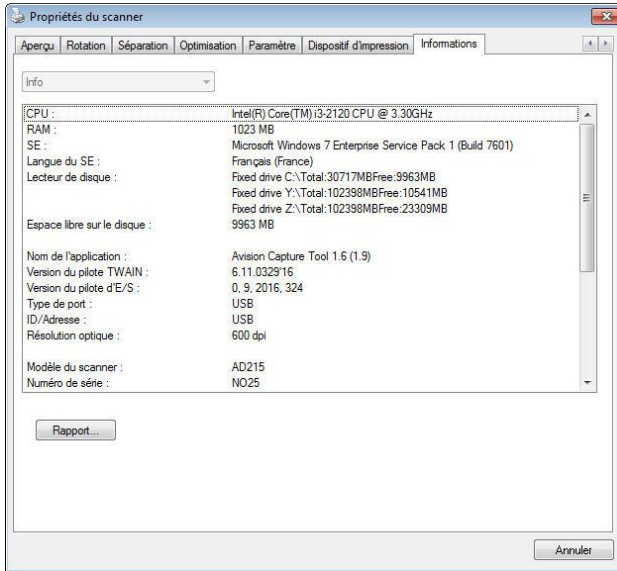 Propriétés du scanner
Aperçu Rotation Séparation Optimisation Paramètre Dispositif d'impression Informations
Info
CPU : Intel(R) Core(TM) i3-2120 CPU @ 3.30GHz
RAM : 1023 MB
SE : Microsoft Windows 7 Enterprise Service Pack 1 (Build 7601)
Langue du SE : Français (France)
Lecteur de disque : Fixed drive C:\Total:30717MBFree:9963MB
Fixed drive Y:\Total:102398MBFree:10541MB
Fixed drive Z:\Total:102398MBFree:23309MB
Espace libre sur le disque : 9963 MB
Nom de l'application : Avision Capture Tool 1.6 (1.9)
Version du pilote TWAIN : 6.11.0329'16
Version du pilote d'E/S : 0, 9, 2016, 324
Type de port : USB
ID/Adresse : USB
Résolution optique : 600 dpi
Modèle du scanner : AD215
Numéro de série : NO25
Rapport...
Annuler